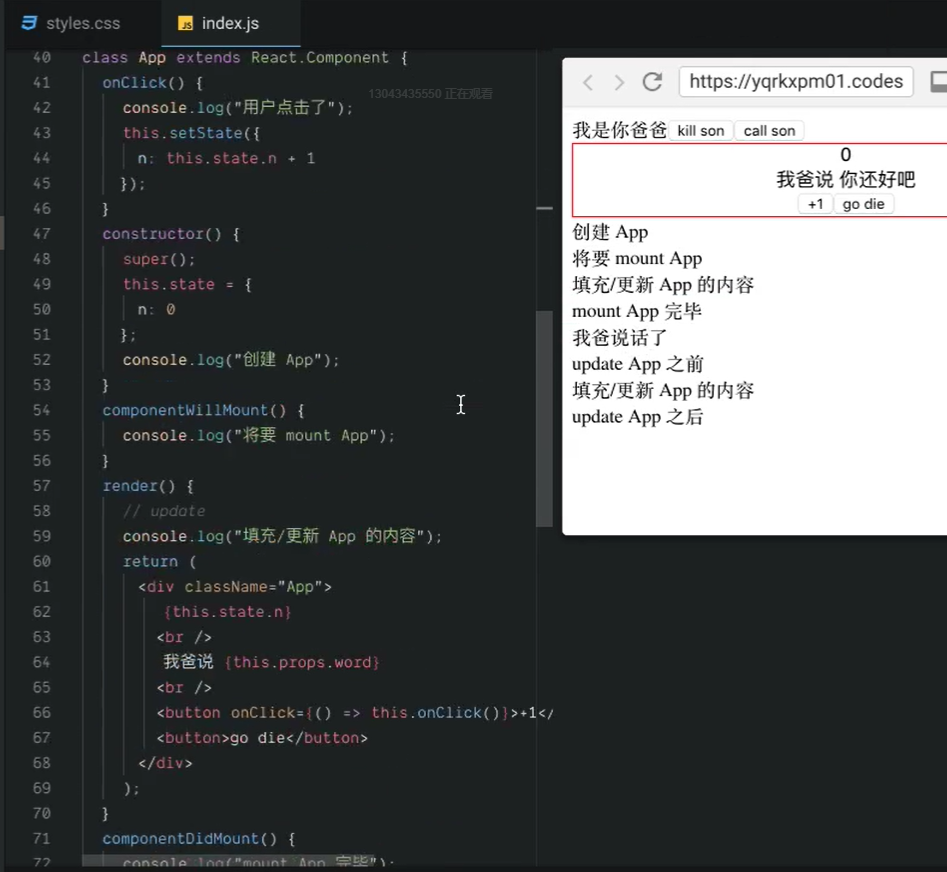 styles.css
index.js
40 class App extends React.Component {
41 onClick() {
42 console.log("用户点击了");
43 this.setState({
44 n: this.state.n + 1
45 });
46 }
47 constructor() {
48 super();
49 this.state = {
50 n: 0
51 };
52 console.log("创建 App");
53 }
54 componentWillMount() {
55 console.log("将要 mount App");
56 }
57 render() {
58 // update
59 console.log("填充/更新 App 的内容");
60 return (
61 <div className="App">
62 {this.state.n}
63 <br />
64 我爸说 {this.props.word}
65 <br />
66 <button onClick={() => this.onClick()}>+1</
67 <button>go die</button>
68 </div>
69 );
70 }
71 componentDidMount() {
72 console.log("mount App 完毕");
13043435550 正在观看
https://yqrkxpm01.codes
我是你爸爸 kill son call son
0
我爸说 你还好吧
+1 go die
创建 App
将要 mount App
填充/更新 App 的内容
mount App 完毕
我爸说话了
update App 之前
填充/更新 App 的内容
update App 之后